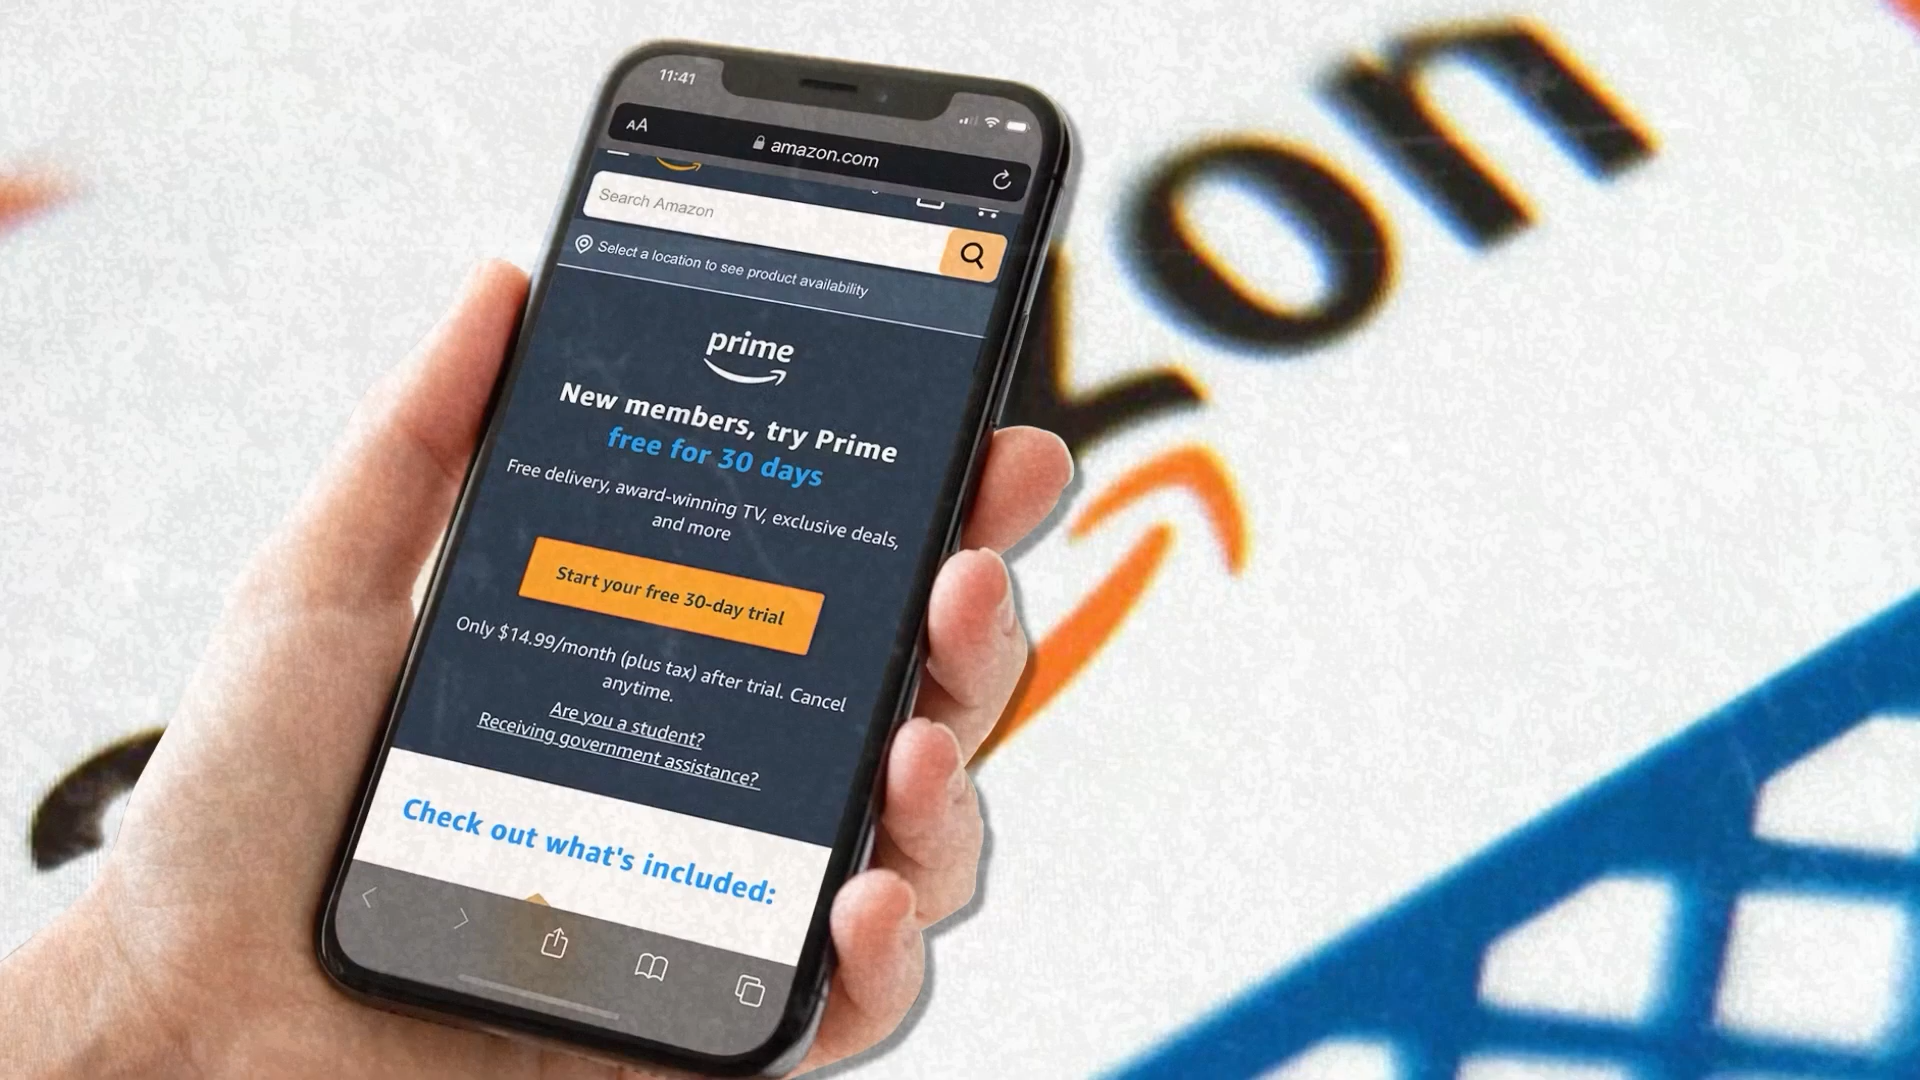 11:41
AA
amazon.com
Search Amazon
Select a location to see product availability
prime
New members, try Prime
free for 30 days
Free delivery, award-winning TV, exclusive deals,
and more
Start your free 30-day trial
Only $14.99/month (plus tax) after trial. Cancel
anytime.
Are you a student?
Receiving government assistance?
Check out what's included:
on